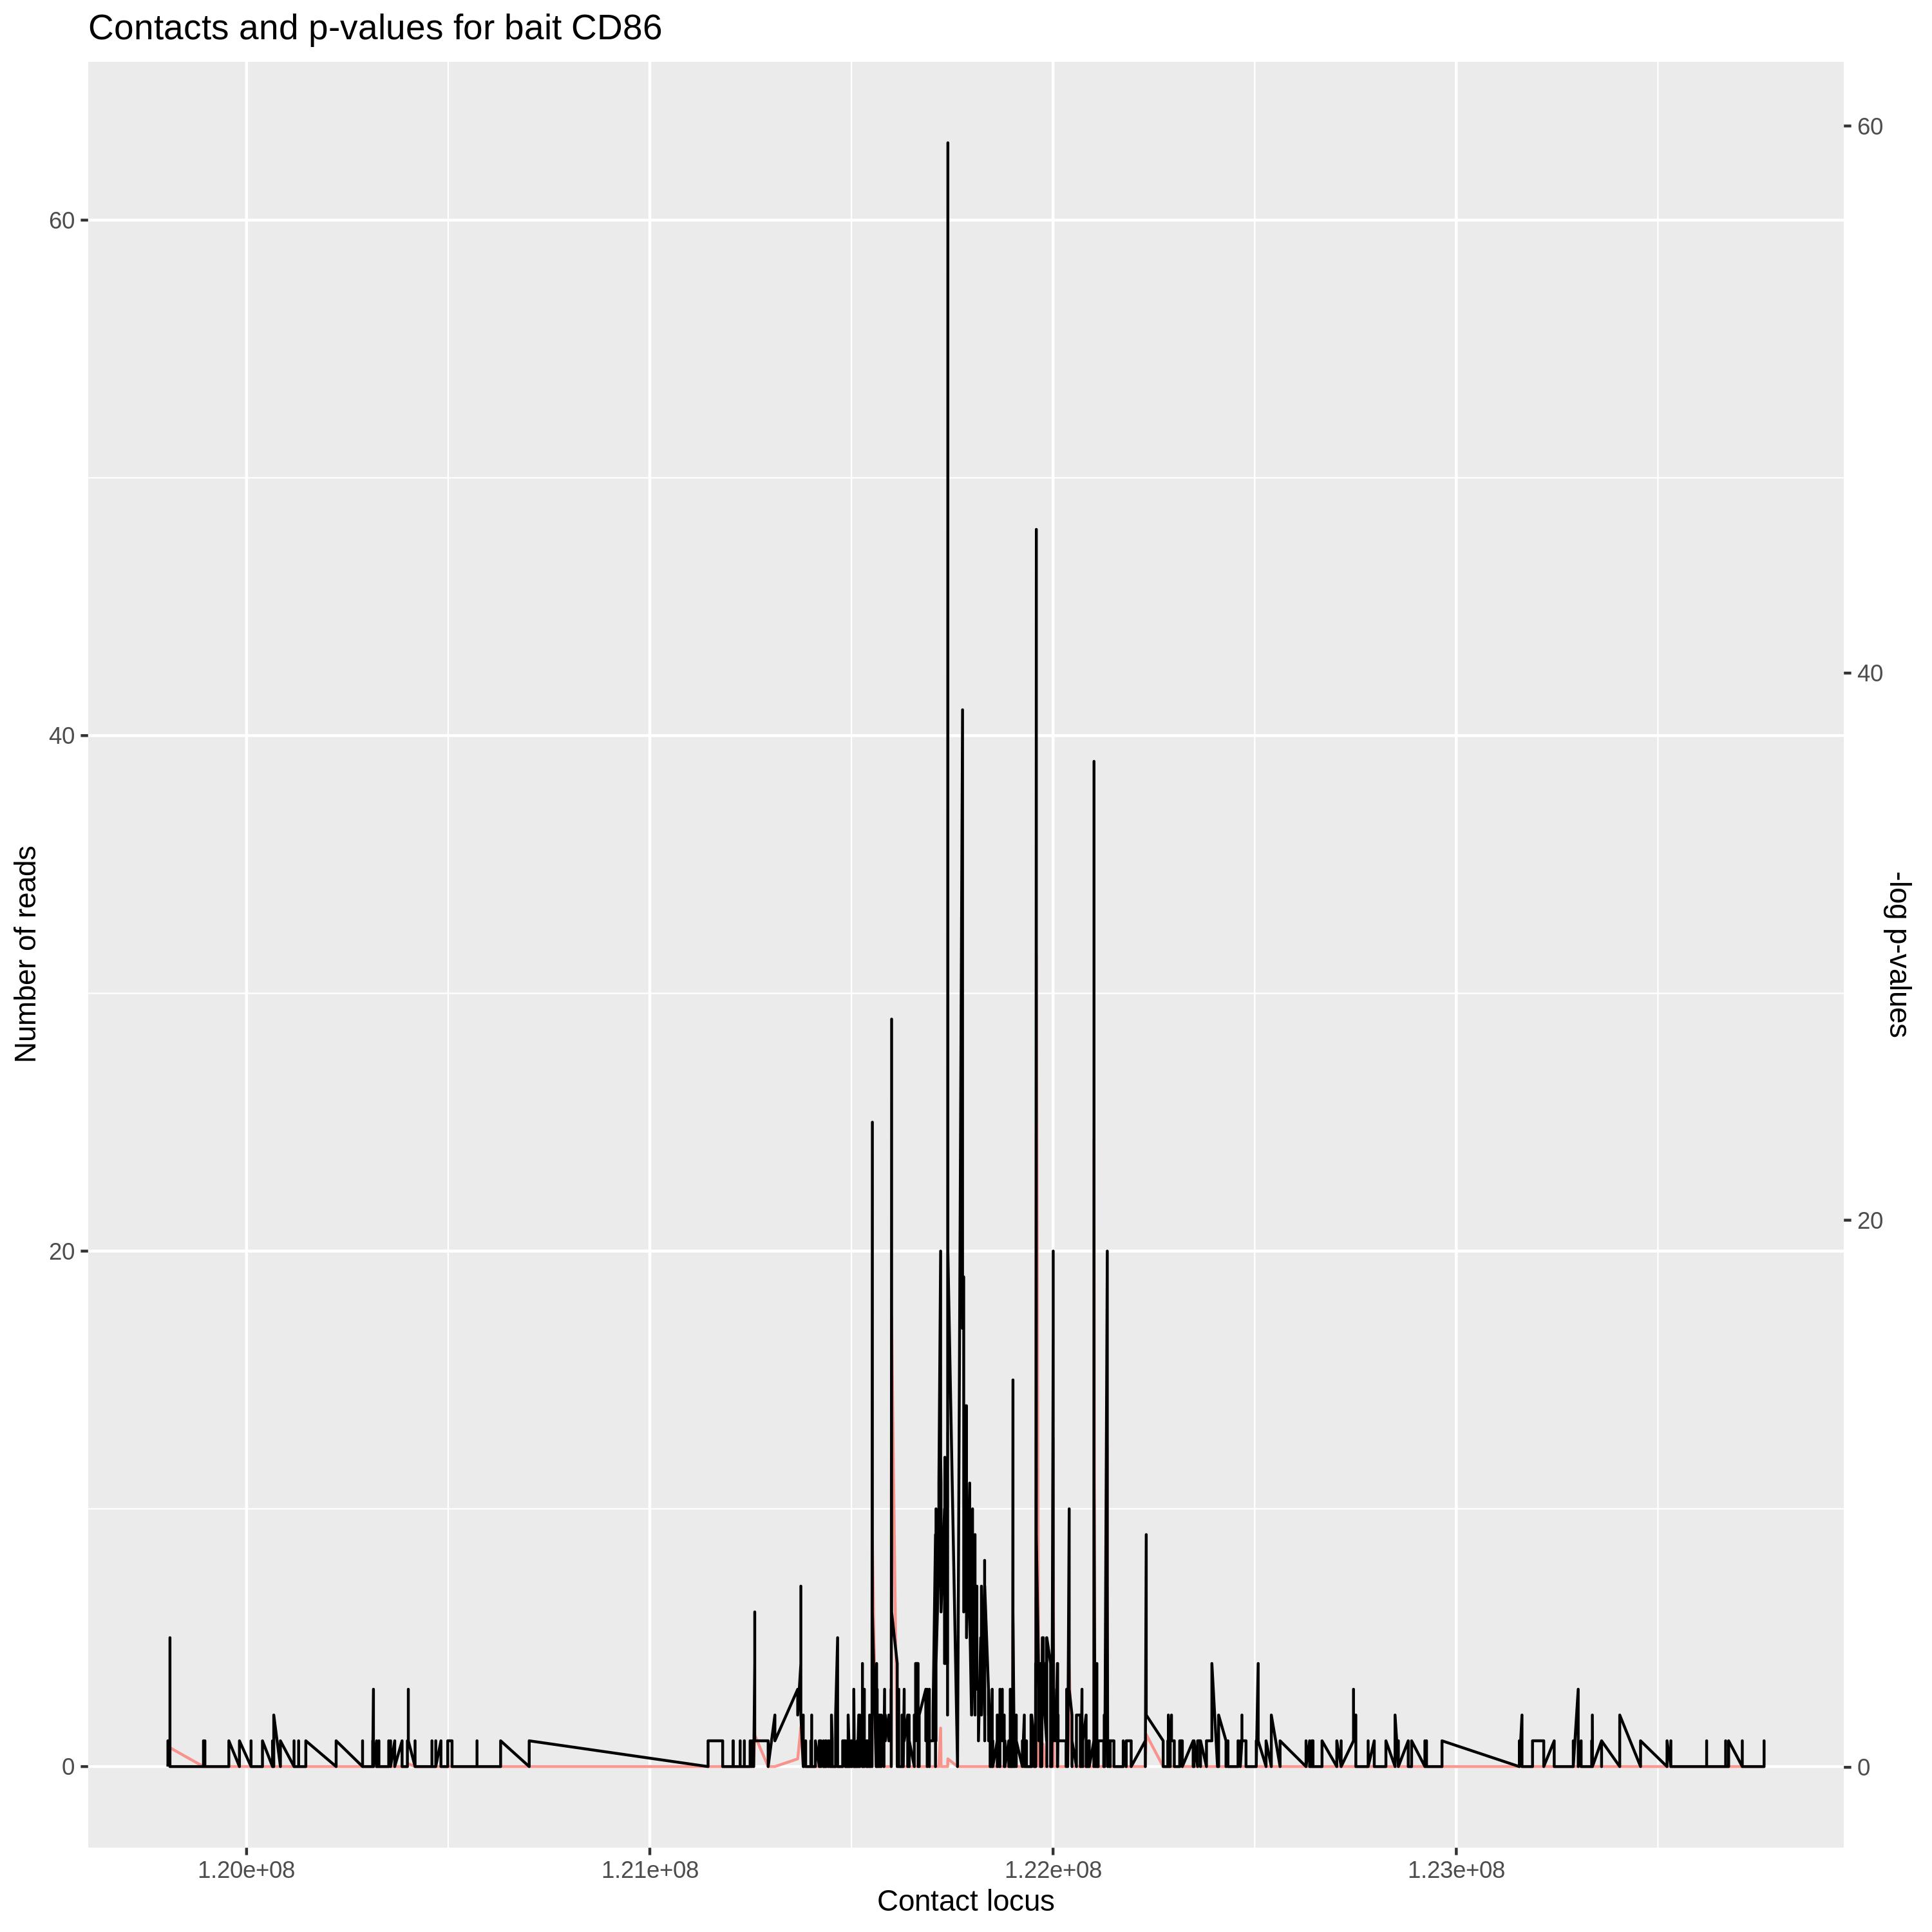 Contacts and p-values for bait CD86
60
40
20
0
Number of reads
60
40
20
0
-log p-values
1.20e+08 1.21e+08 1.22e+08 1.23e+08
Contact locus